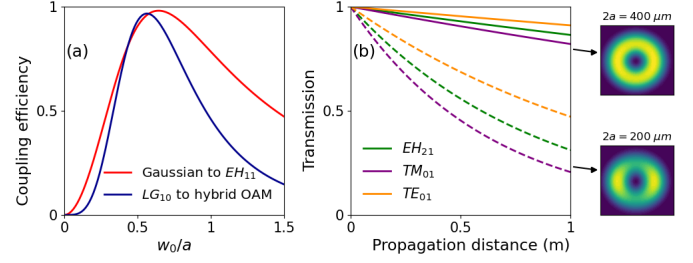 (a)
Coupling efficiency
1
0.5
0
Gaussian to EH₁₁
LG₁₀ to hybrid OAM
0
0.5
1
1.5
w₀/a
(b)
Transmission
1
0.5
0
EH₂₁
TM₀₁
TE₀₁
0
0.5
1
Propagation distance (m)
2a = 400 μm
2a = 200 μm